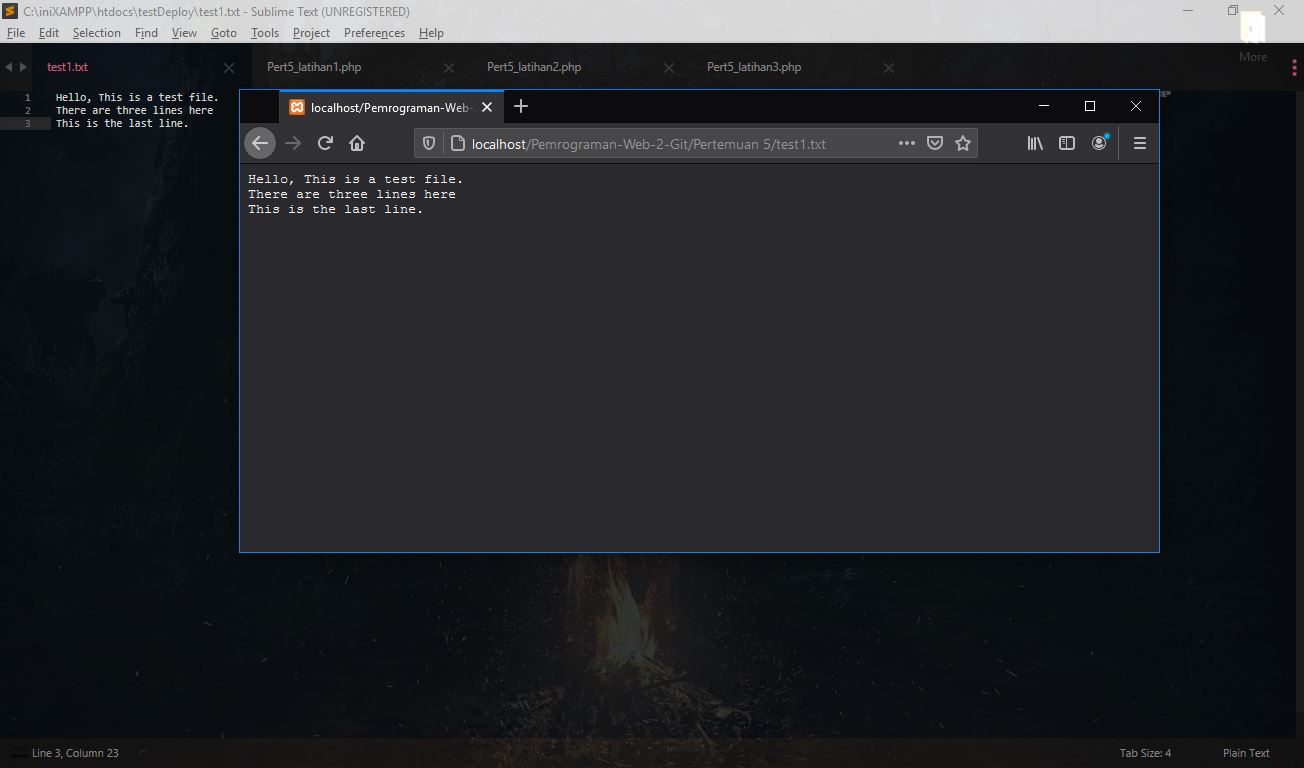 C:\iniXAMPP\htdocs\testDeploy\test1.txt - Sublime Text (UNREGISTERED)
File Edit Selection Find View Goto Tools Project Preferences Help
More
test1.txt Pert5_latihan1.php Pert5_latihan2.php Pert5_latihan3.php
1 Hello, This is a test file.
2 There are three lines here
3 This is the last line.
localhost/Pemrograman-Web-
localhost/Pemrograman-Web-2-Git/Pertemuan 5/test1.txt
Hello, This is a test file.
There are three lines here
This is the last line.
Line 3, Column 23 Tab Size: 4 Plain Text